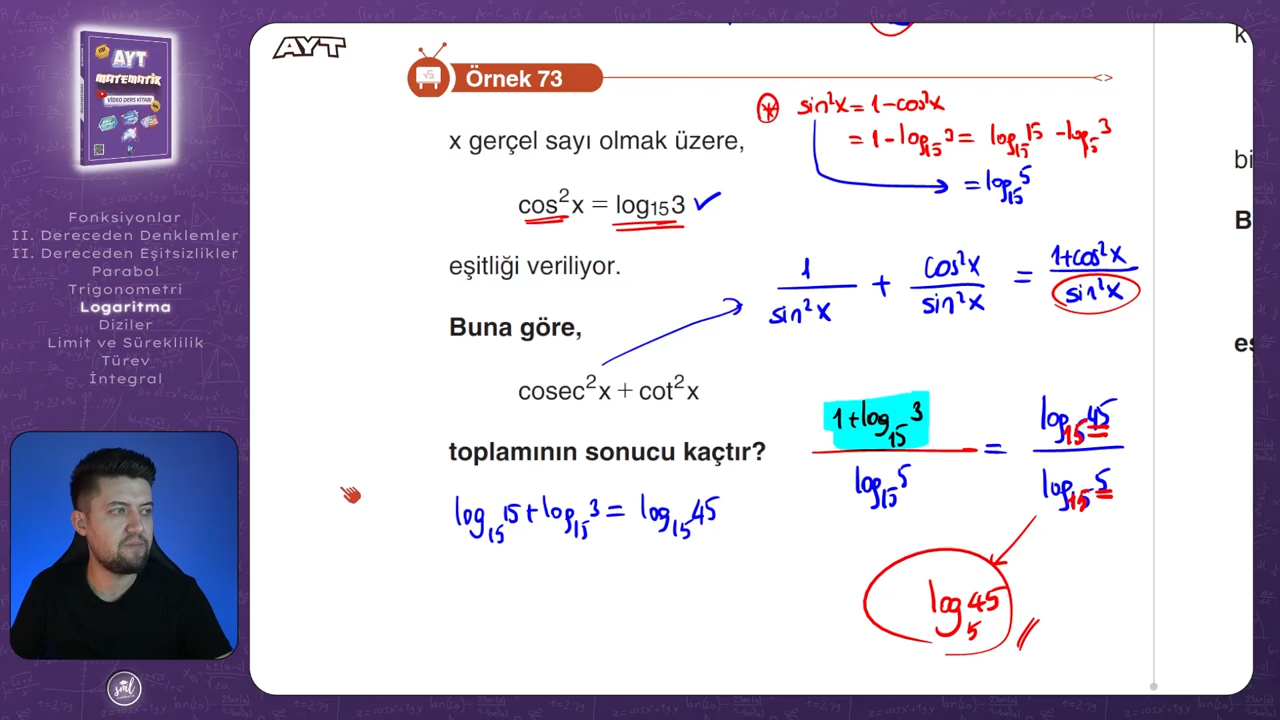 AYT
MATEMATİK
VİDEO DERS KİTABI
AYT
Örnek 73
x gerçel sayı olmak üzere,
cos²x = log₁₅3 ✓
eşitliği veriliyor.
Buna göre,
cosec²x + cot²x
toplamının sonucu kaçtır?
log₁₅15 + log₁₅3 = log₁₅45
* sin²x = 1 - cos²x
= 1 - log₁₅3 = log₁₅15 - log₁₅3
= log₁₅5
1/sin²x + cos²x/sin²x = 1+cos²x/sin²x
1+log₁₅3/log₁₅5 = log₁₅45/log₁₅5
log₅45
Fonksiyonlar
II. Dereceden Denklemler
II. Dereceden Eşitsizlikler
Parabol
Trigonometri
Logaritma
Diziler
Limit ve Süreklilik
Türev
İntegral
sml
k
bi
B
eş